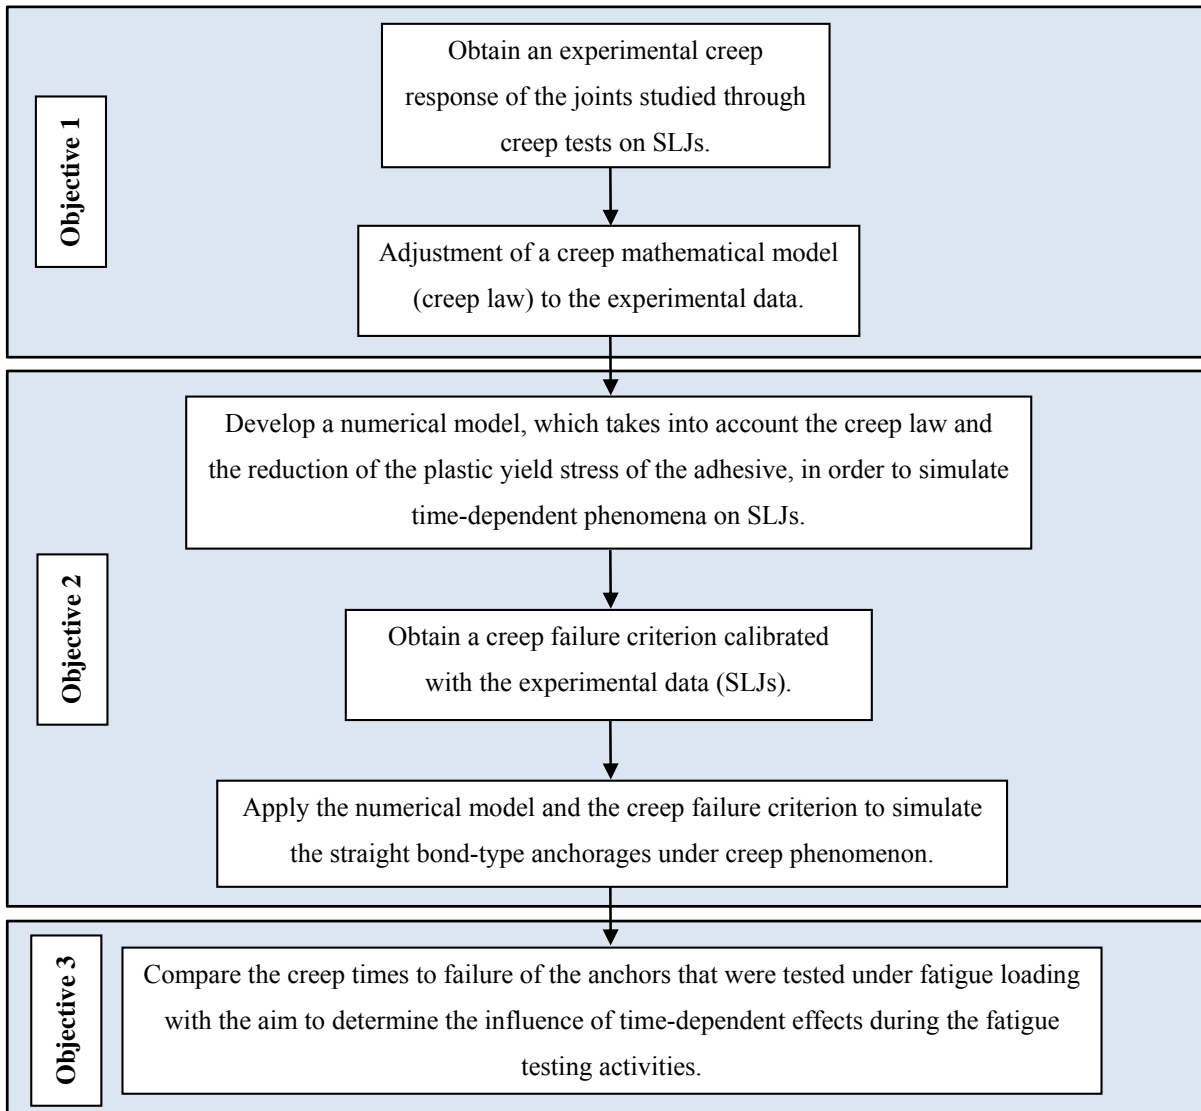 Objective 1
Obtain an experimental creep
response of the joints studied through
creep tests on SLJs.
Adjustment of a creep mathematical model
(creep law) to the experimental data.
Objective 2
Develop a numerical model, which takes into account the creep law and
the reduction of the plastic yield stress of the adhesive, in order to simulate
time-dependent phenomena on SLJs.
Obtain a creep failure criterion calibrated
with the experimental data (SLJs).
Apply the numerical model and the creep failure criterion to simulate
the straight bond-type anchorages under creep phenomenon.
Objective 3
Compare the creep times to failure of the anchors that were tested under fatigue loading
with the aim to determine the influence of time-dependent effects during the fatigue
testing activities.